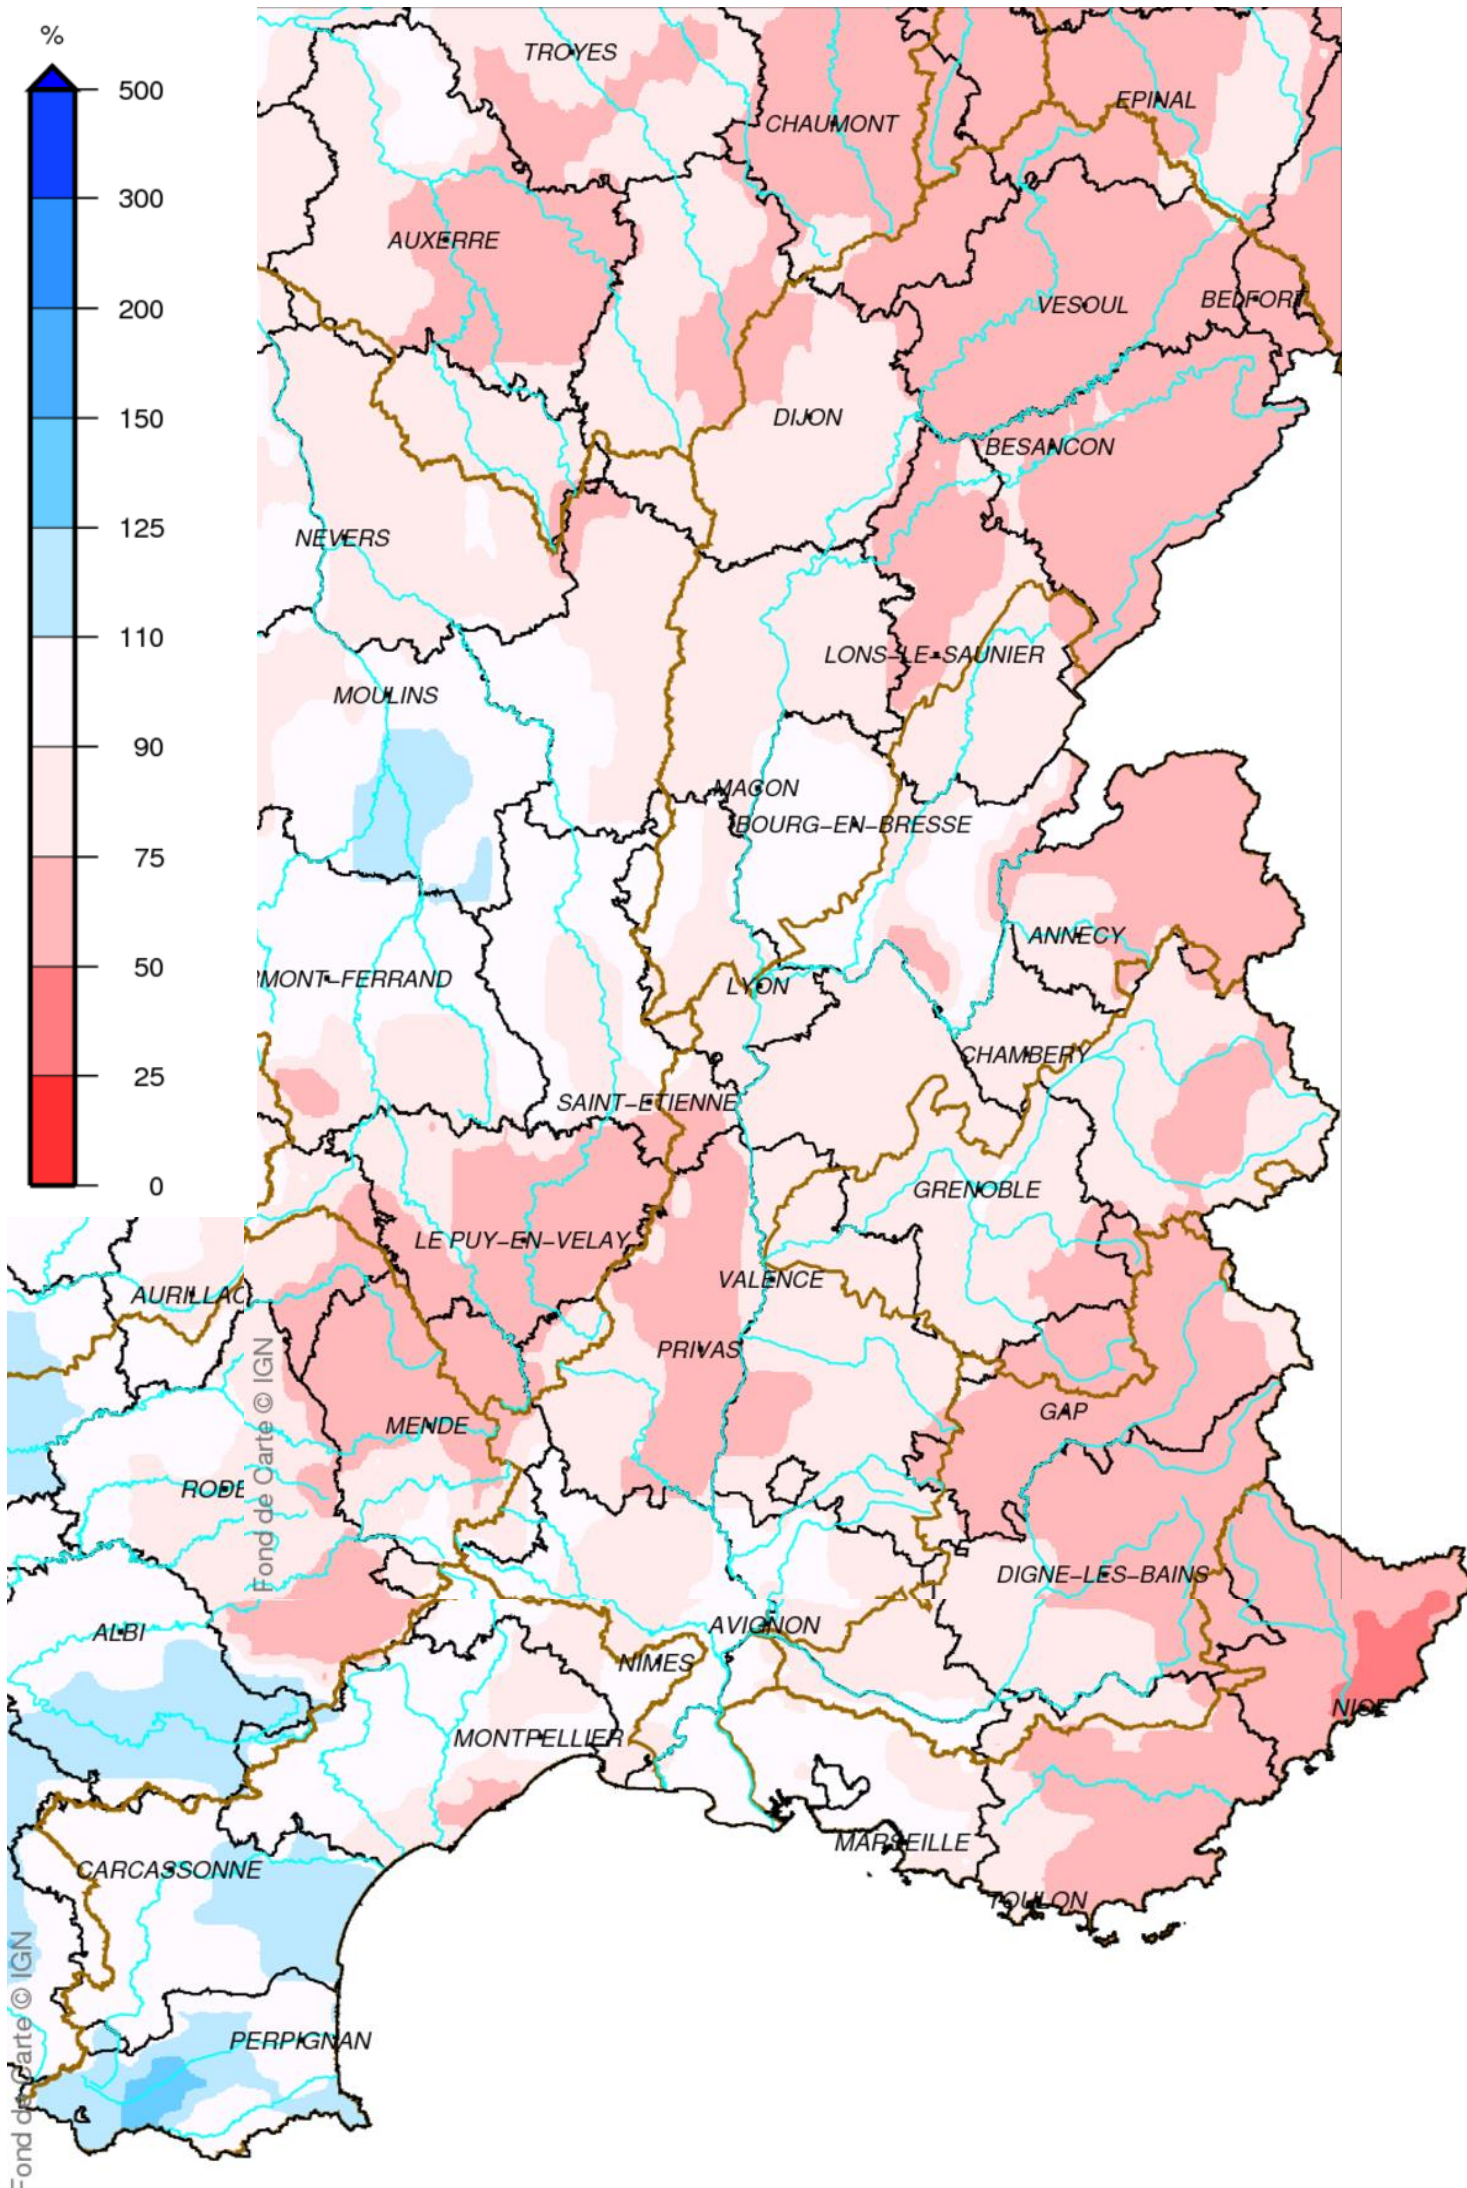 %
500
300
200
150
125
110
90
75
50
25
0
TROYES
EPINAL
CHAUMONT
AUXERRE
VESOUL
BELFORT
DIJON
BESANCON
NEVERS
LONS-LE-SAUNIER
MOULINS
MACON
BOURG-EN-BRESSE
ANNECY
MONT-FERRAND
LYON
CHAMBERY
SAINT-ETIENNE
GRENOBLE
LE PUY-EN-VELAY
VALENCE
AURILLAC
PRIVAS
GAP
MENDE
RODE
Fond de Carte © IGN
DIGNE-LES-BAINS
AVIGNON
ALBI
NIMES
NICE
MONTPELLIER
MARSEILLE
CARCASSONNE
TOULON
Fond de Carte © IGN
PERPIGNAN